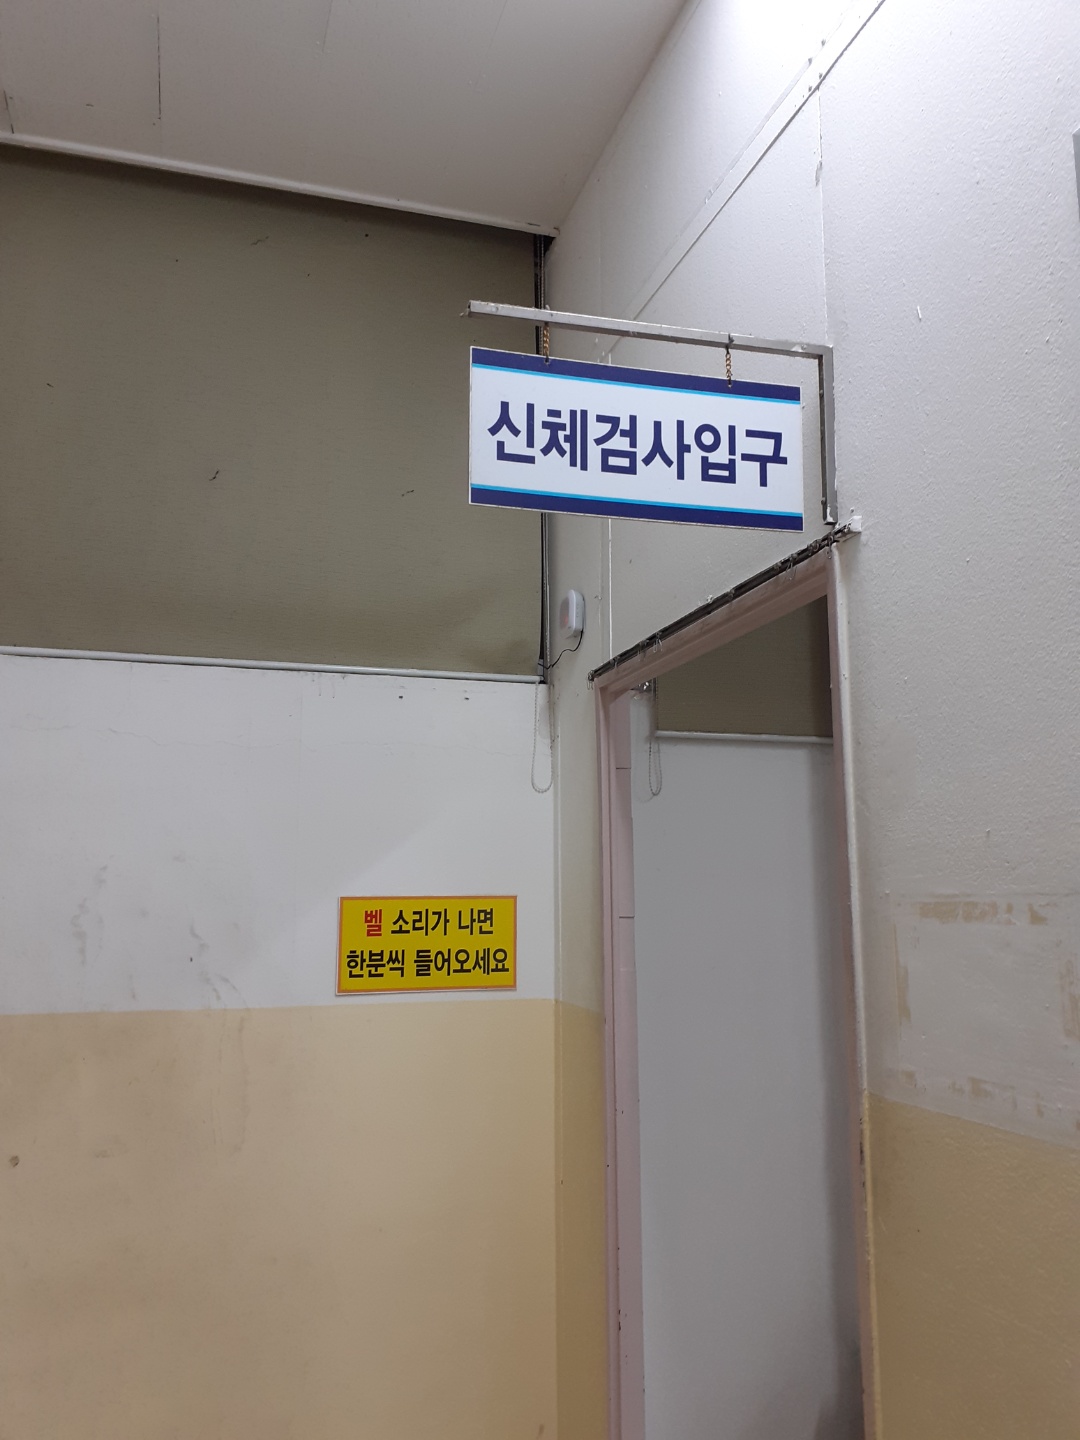 신체검사입구
벨 소리가 나면
한분씩 들어오세요